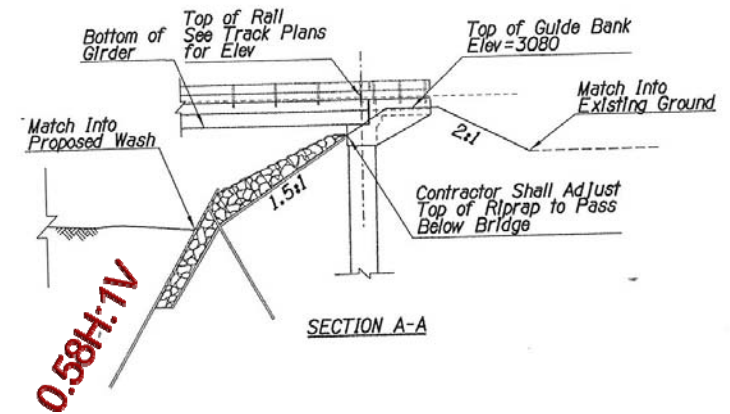 Top of Rail
See Track Plans
for Elev
Bottom of
Girder
Top of Guide Bank
Elev=3080
Match Into
Existing Ground
Match Into
Proposed Wash
2:1
1.5:1
Contractor Shall Adjust
Top of Riprap to Pass
Below Bridge
0.58H:1V
SECTION A-A